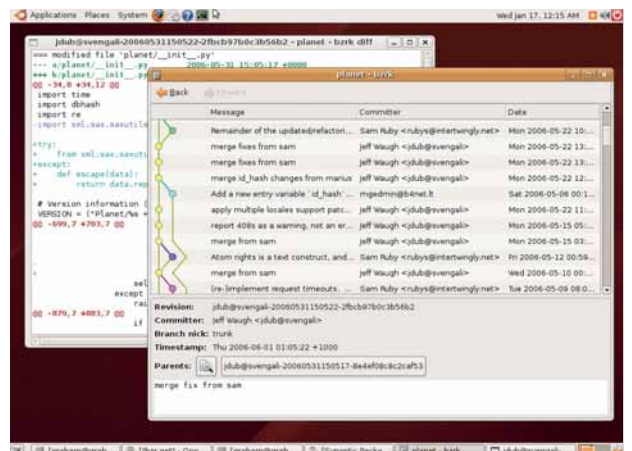 Applications Places System Wed Jan 17, 12:15 AM
jdub@svengali-20060531150522-2fbcb97b0c3b56b2 - planet - bzrk diff
=== modified file 'planet/__init__.py'
--- a/planet/__init__.py 2006-05-31 15:05:17 +0000
+++ b/planet/__init__.py
@@ -34,8 +34,12 @@
import time
import dbhash
import re
-import xml.sax.saxutils
+try:
+ from xml.sax.saxuti
+except:
+ def escape(data):
+ return data.rep
# Version information (
VERSION = ("Planet/%s +
@@ -699,7 +703,7 @@
sel
except
rau
@@ -879,7 +883,7 @@
if
planet - bzrk
Back Forward
Message Committer Date
Remainder of the updated/refactori... Sam Ruby <rubys@intertwingly.net> Mon 2006-05-22 10:...
merge fixes from sam Jeff Waugh <jdub@svengali> Mon 2006-05-22 13:...
merge fixes from sam Jeff Waugh <jdub@svengali> Mon 2006-05-22 13:...
merge id_hash changes from marius Jeff Waugh <jdub@svengali> Mon 2006-05-22 12:...
Add a new entry variable `id_hash`... mgedmin@b4net.lt Sat 2006-05-06 00:1...
apply multiple locales support patc... Jeff Waugh <jdub@svengali> Mon 2006-05-22 11:...
report 408s as a warning, not an er... Jeff Waugh <jdub@svengali> Mon 2006-05-15 05:...
merge from sam Jeff Waugh <jdub@svengali> Mon 2006-05-15 03:...
Atom rights is a text construct, and... Sam Ruby <rubys@intertwingly.net> Fri 2006-05-12 00:59...
merge from sam Jeff Waugh <jdub@svengali> Wed 2006-05-10 00:...
(re-)implement request timeouts. ... Sam Ruby <rubys@intertwingly.net> Tue 2006-05-09 08:0...
Revision: jdub@svengali-20060531150522-2fbcb97b0c3b56b2
Committer: Jeff Waugh <jdub@svengali>
Branch nick: trunk
Timestamp: Thu 2006-06-01 01:05:22 +1000
Parents: jdub@svengali-20060531150517-8e4ef08c8c2caf53
merge fix from sam